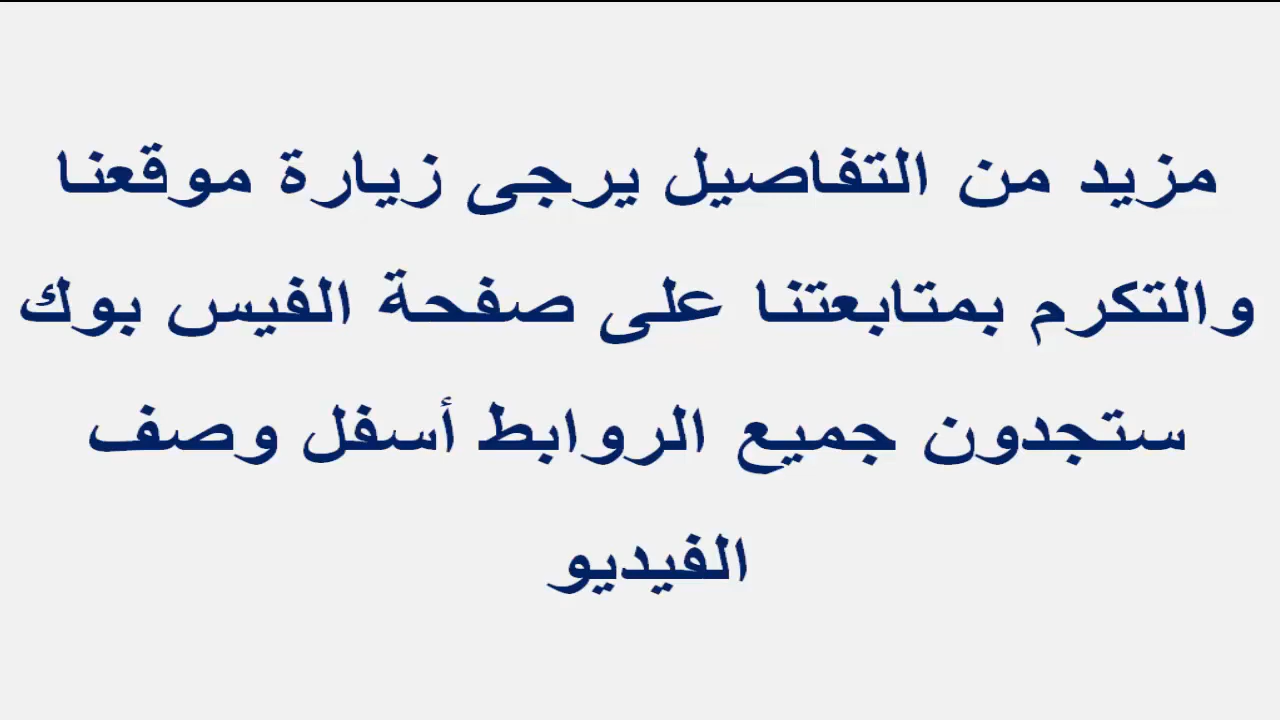 مزيد من التفاصيل يرجى زيارة موقعنا
والتكرم بمتابعتنا على صفحة الفيس بوك
ستجدون جميع الروابط أسفل وصف
الفيديو